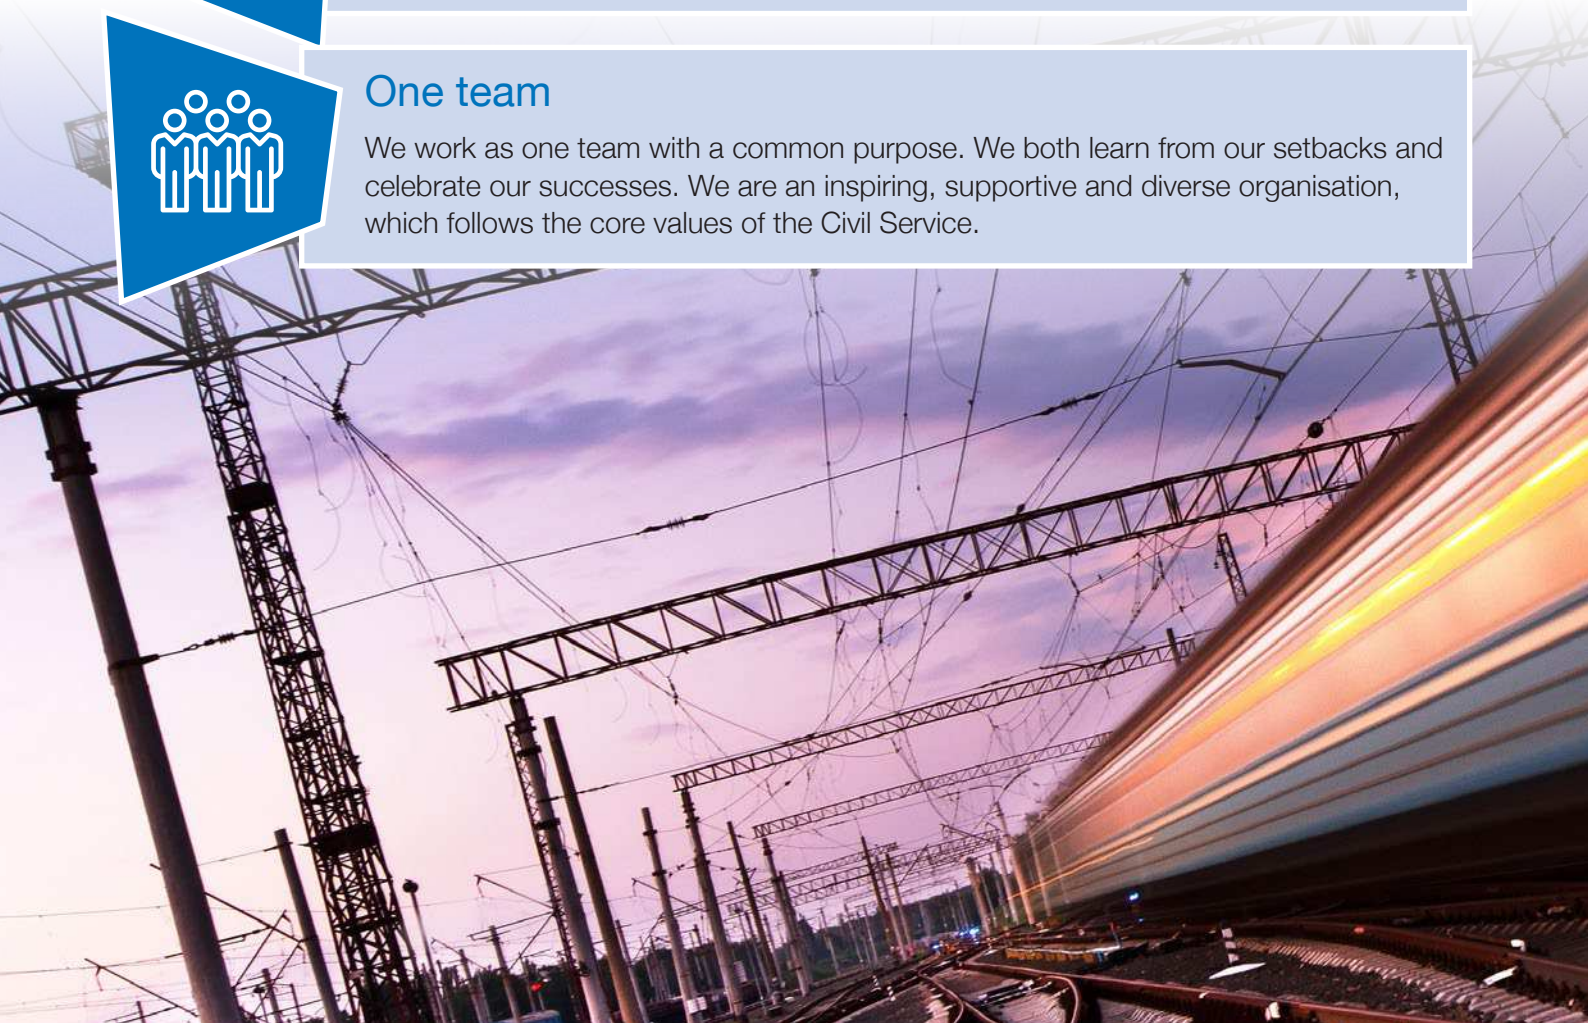 One team
We work as one team with a common purpose. We both learn from our setbacks and
celebrate our successes. We are an inspiring, supportive and diverse organisation,
which follows the core values of the Civil Service.